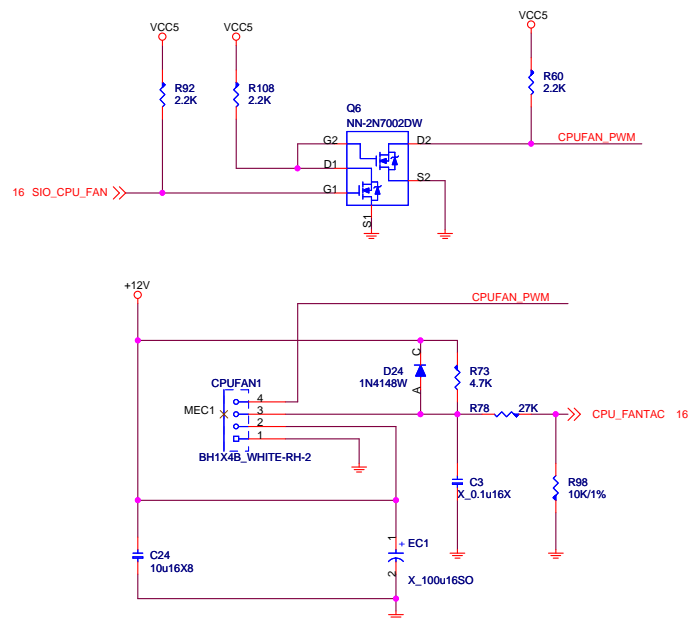 VCC5
VCC5
VCC5
R92
2.2K
R108
2.2K
R60
2.2K
Q6
NN-2N7002DW
G2
D2
CPUFAN_PWM
D1
S2
16 SIO_CPU_FAN
G1
S1
+12V
CPUFAN_PWM
C
D24
1N4148W
A
R73
4.7K
CPUFAN1
MEC1
4
3
2
1
BH1X4B_WHITE-RH-2
R78
27K
CPU_FANTAC 16
C3
X_0.1u16X
R98
10K/1%
C24
10u16X8
1
+ EC1
2
X_100u16SO